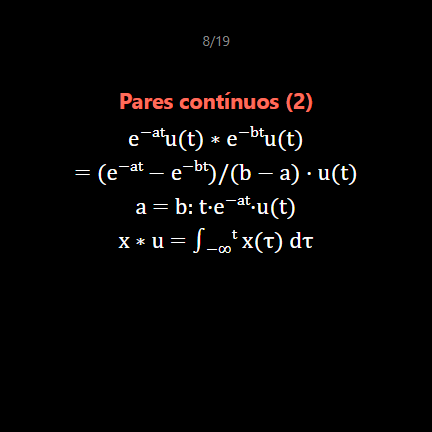 8/19
Pares contínuos (2)
e⁻ᵃᵗu(t) ∗ e⁻ᵇᵗu(t)
= (e⁻ᵃᵗ − e⁻ᵇᵗ)/(b − a) · u(t)
a = b: t·e⁻ᵃᵗ·u(t)
x ∗ u = ∫₋∞ᵗ x(τ) dτ